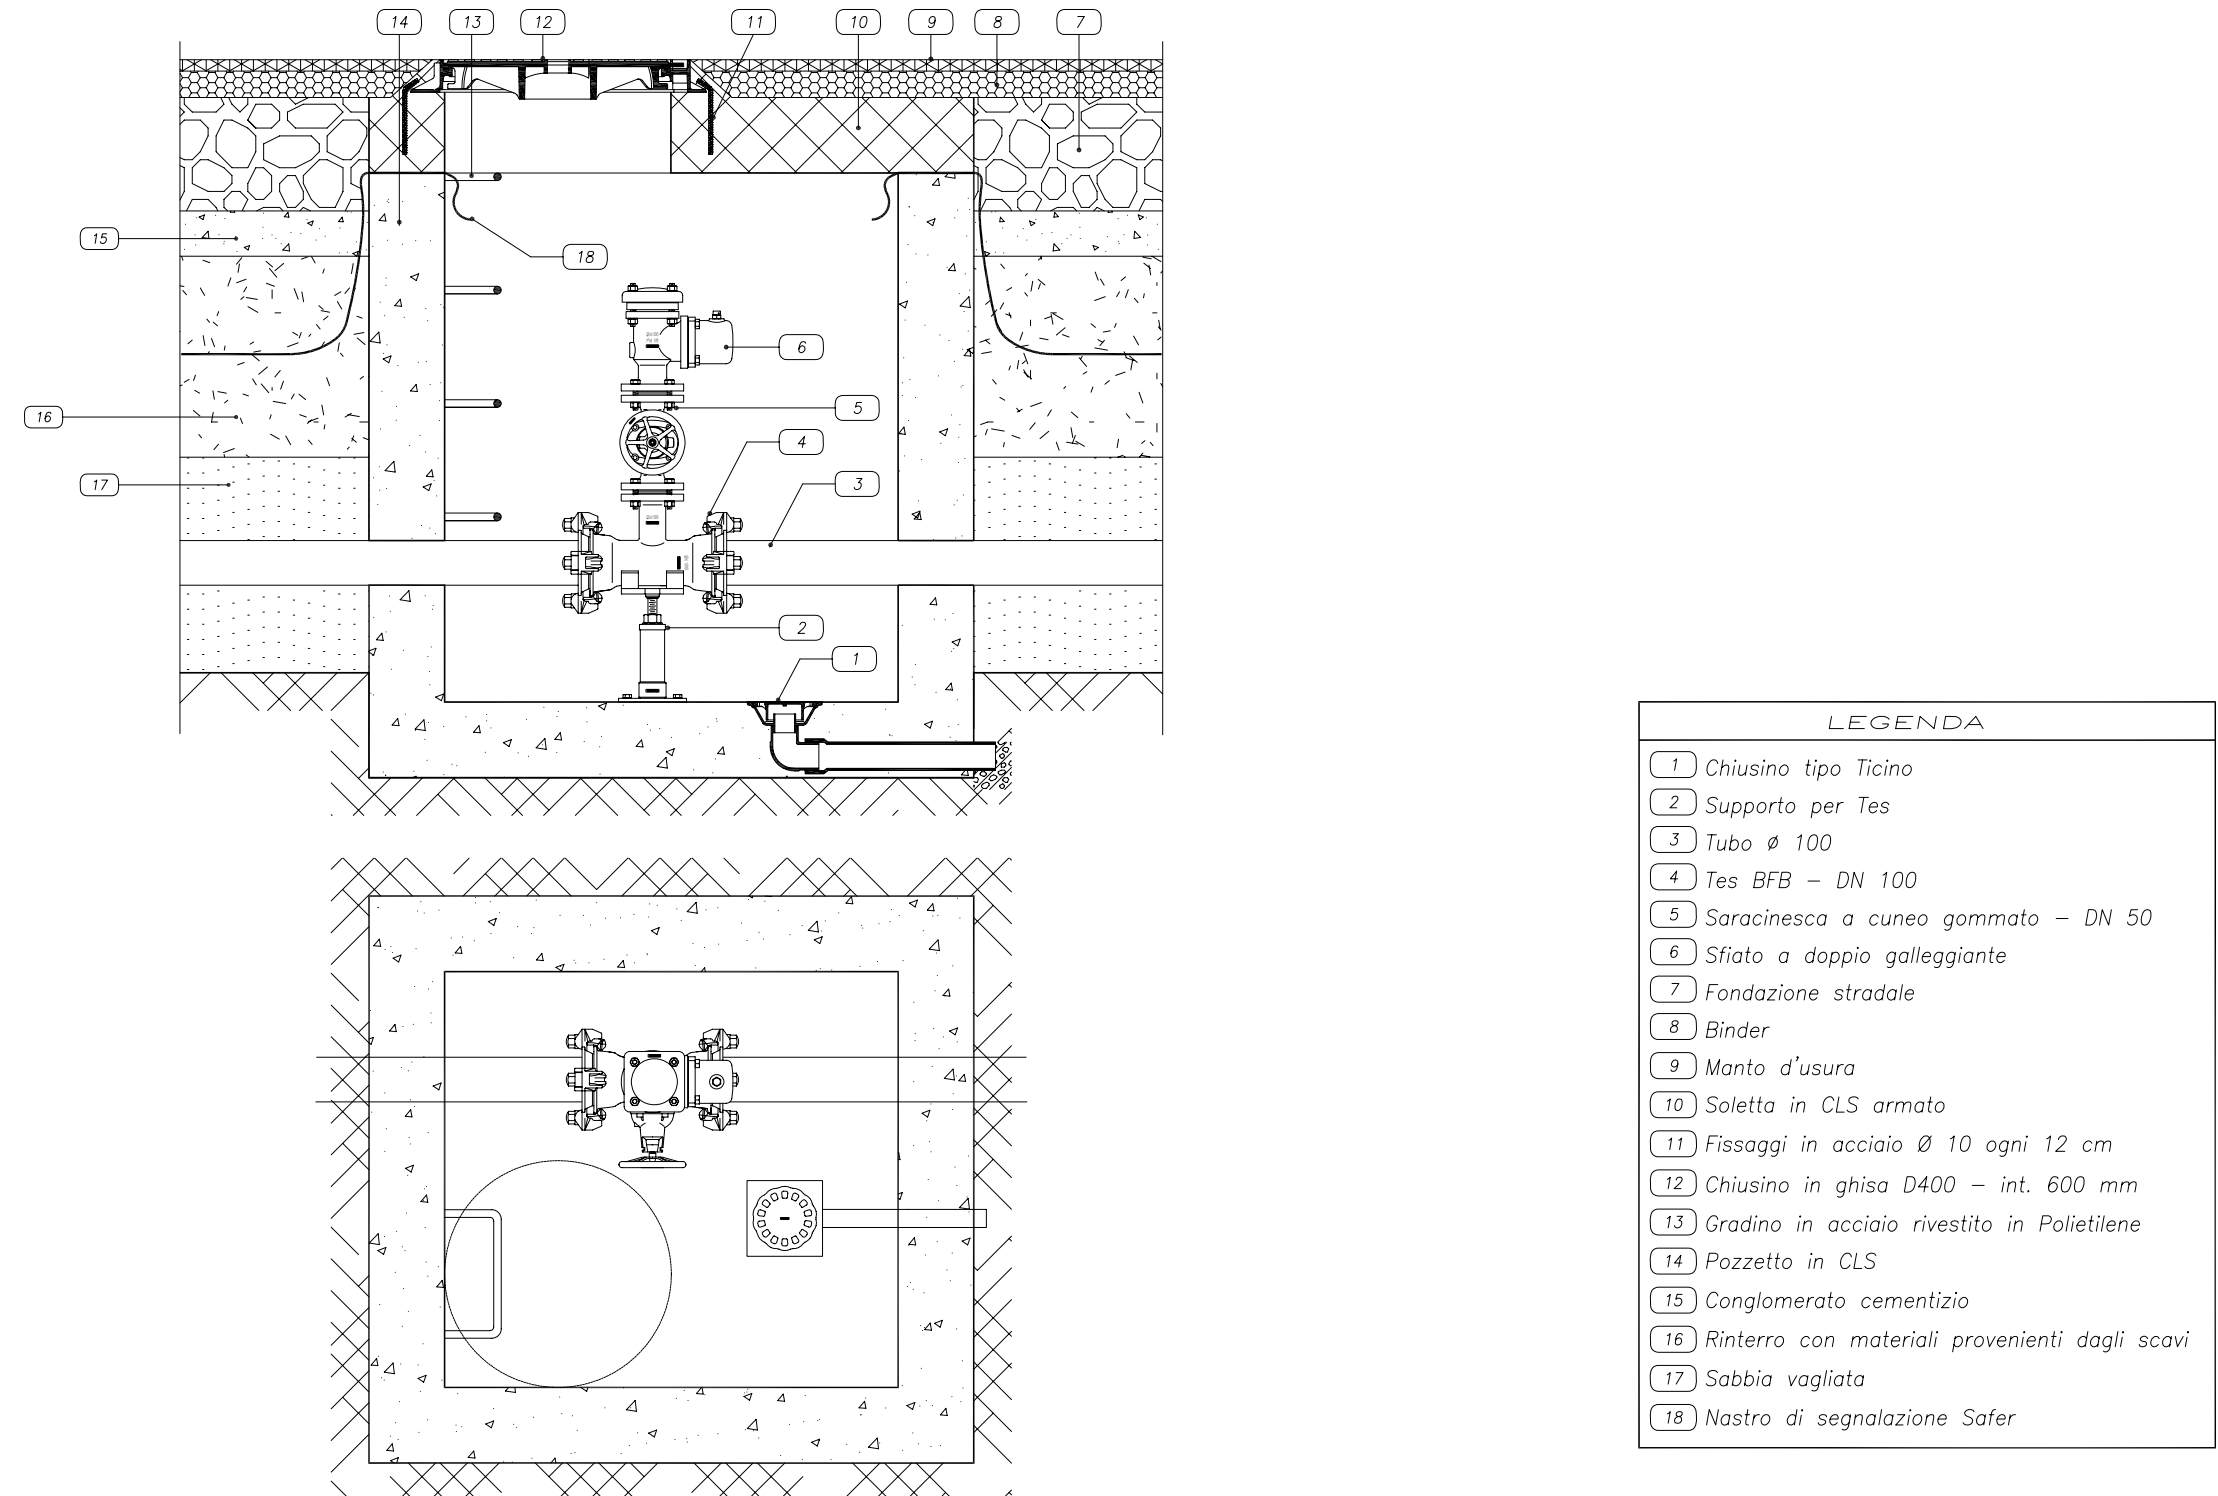 14 13 12 11 10 9 8 7
15
18
6
16
5
4
17
3
2
1
LEGENDA
1 Chiusino tipo Ticino
2 Supporto per Tes
3 Tubo ø 100
4 Tes BFB – DN 100
5 Saracinesca a cuneo gommato – DN 50
6 Sfiato a doppio galleggiante
7 Fondazione stradale
8 Binder
9 Manto d'usura
10 Soletta in CLS armato
11 Fissaggi in acciaio Ø 10 ogni 12 cm
12 Chiusino in ghisa D400 – int. 600 mm
13 Gradino in acciaio rivestito in Polietilene
14 Pozzetto in CLS
15 Conglomerato cementizio
16 Rinterro con materiali provenienti dagli scavi
17 Sabbia vagliata
18 Nastro di segnalazione Safer